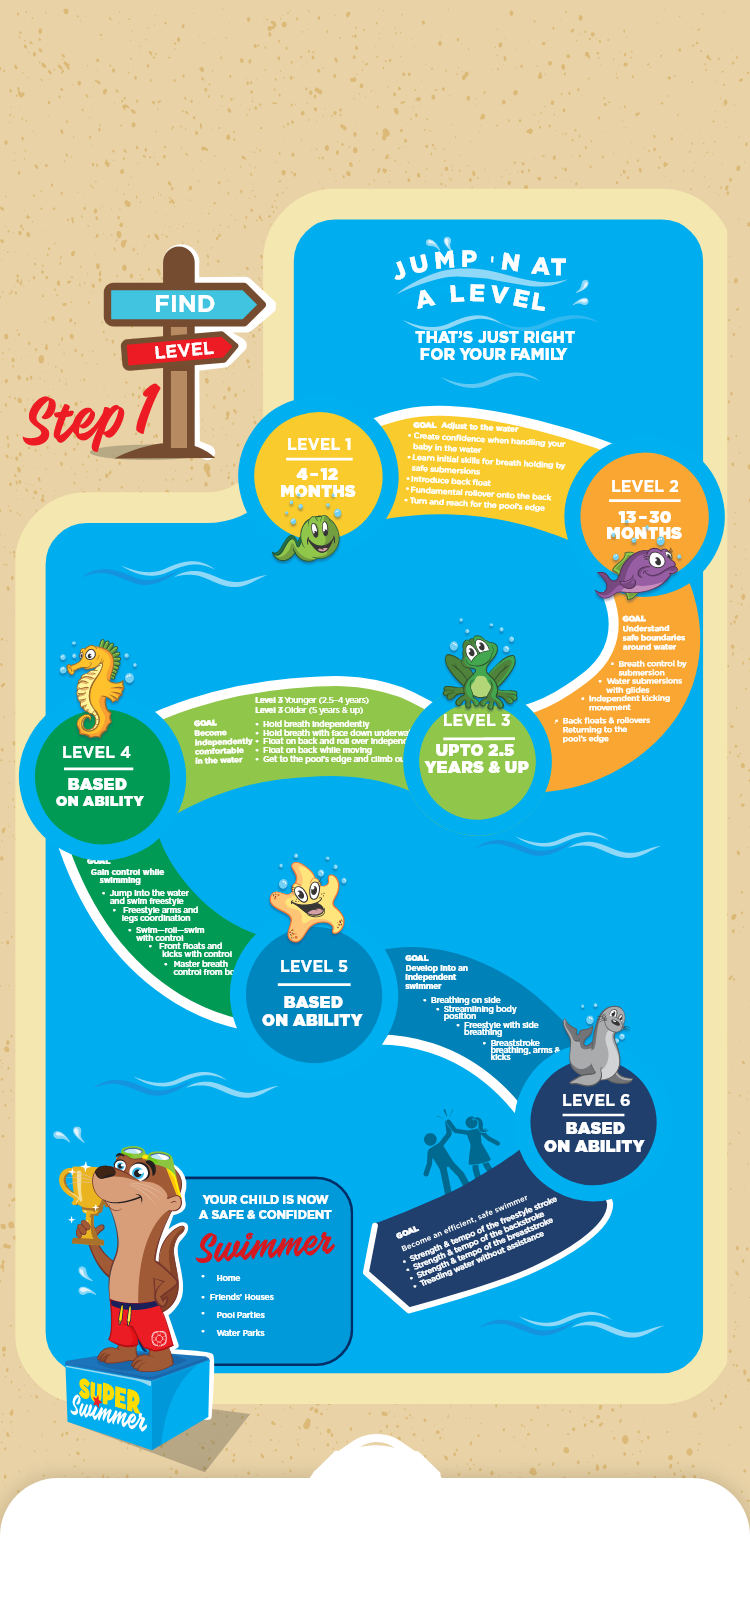 JUMP 'N AT
A LEVEL
THAT'S JUST RIGHT
FOR YOUR FAMILY
FIND
LEVEL
Step 1
LEVEL 1
4-12
MONTHS
GOAL Adjust to the water
• Create confidence when handling your
baby in the water
• Learn initial skills for breath holding by
safe submersions
• Introduce back float
• Fundamental rollover onto the back
• Turn and reach for the pool's edge
LEVEL 2
13-30
MONTHS
GOAL
Understand
safe boundaries
around water
• Breath control by
submersion
• Water submersions
with glides
• Independent kicking
movement
• Back floats & rollovers
Returning to the
pool's edge
LEVEL 3
UPTO 2.5
YEARS & UP
Level 3 Younger (2.5-4 years)
Level 3 Older (5 years & up)
GOAL
Become
independently
comfortable
in the water
• Hold breath independently
• Hold breath with face down underwa
• Float on back and roll over indepen
• Float on back while moving
• Get to the pool's edge and climb ou
LEVEL 4
BASED
ON ABILITY
GOAL
Gain control while
swimming
• Jump into the water
and swim freestyle
• Freestyle arms and
legs coordination
• Swim—roll—swim
with control
• Front floats and
kicks with control
• Master breath
control from bo
LEVEL 5
BASED
ON ABILITY
GOAL
Develop into an
independent
swimmer
• Breathing on side
• Streamlining body
position
• Freestyle with side
breathing
• Breaststroke
breathing, arms &
kicks
LEVEL 6
BASED
ON ABILITY
GOAL
Become an efficient, safe swimmer
• Strength & tempo of the freestyle stroke
• Strength & tempo of the backstroke
• Strength & tempo of the breaststroke
• Treading water without assistance
YOUR CHILD IS NOW
A SAFE & CONFIDENT
Swimmer
• Home
• Friends' Houses
• Pool Parties
• Water Parks
SUPER
Swimmer